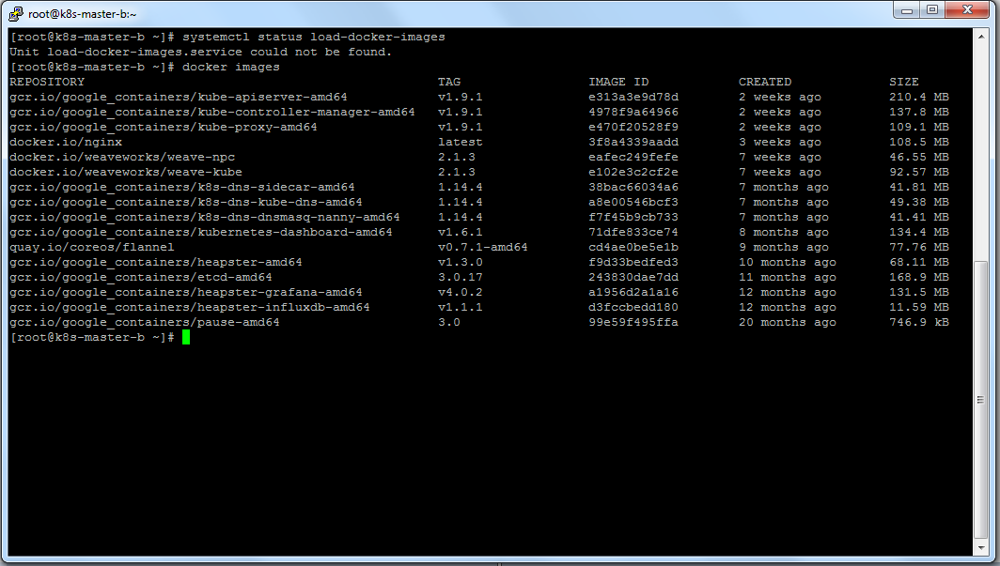 root@k8s-master-b:~
[root@k8s-master-b ~]# systemctl status load-docker-images
Unit load-docker-images.service could not be found.
[root@k8s-master-b ~]# docker images
REPOSITORY TAG IMAGE ID CREATED SIZE
gcr.io/google_containers/kube-apiserver-amd64 v1.9.1 e313a3e9d78d 2 weeks ago 210.4 MB
gcr.io/google_containers/kube-controller-manager-amd64 v1.9.1 4978f9a64966 2 weeks ago 137.8 MB
gcr.io/google_containers/kube-proxy-amd64 v1.9.1 e470f20528f9 2 weeks ago 109.1 MB
docker.io/nginx latest 3f8a4339aadd 3 weeks ago 108.5 MB
docker.io/weaveworks/weave-npc 2.1.3 eafec249fefe 7 weeks ago 46.55 MB
docker.io/weaveworks/weave-kube 2.1.3 e102e3c2cf2e 7 weeks ago 92.57 MB
gcr.io/google_containers/k8s-dns-sidecar-amd64 1.14.4 38bac66034a6 7 months ago 41.81 MB
gcr.io/google_containers/k8s-dns-kube-dns-amd64 1.14.4 a8e00546bcf3 7 months ago 49.38 MB
gcr.io/google_containers/k8s-dns-dnsmasq-nanny-amd64 1.14.4 f7f45b9cb733 7 months ago 41.41 MB
gcr.io/google_containers/kubernetes-dashboard-amd64 v1.6.1 71dfe833ce74 8 months ago 134.4 MB
quay.io/coreos/flannel v0.7.1-amd64 cd4ae0be5e1b 9 months ago 77.76 MB
gcr.io/google_containers/heapster-amd64 v1.3.0 f9d33bedfed3 10 months ago 68.11 MB
gcr.io/google_containers/etcd-amd64 3.0.17 243830dae7dd 11 months ago 168.9 MB
gcr.io/google_containers/heapster-grafana-amd64 v4.0.2 a1956d2a1a16 12 months ago 131.5 MB
gcr.io/google_containers/heapster-influxdb-amd64 v1.1.1 d3fccbedd180 12 months ago 11.59 MB
gcr.io/google_containers/pause-amd64 3.0 99e59f495ffa 20 months ago 746.9 kB
[root@k8s-master-b ~]#